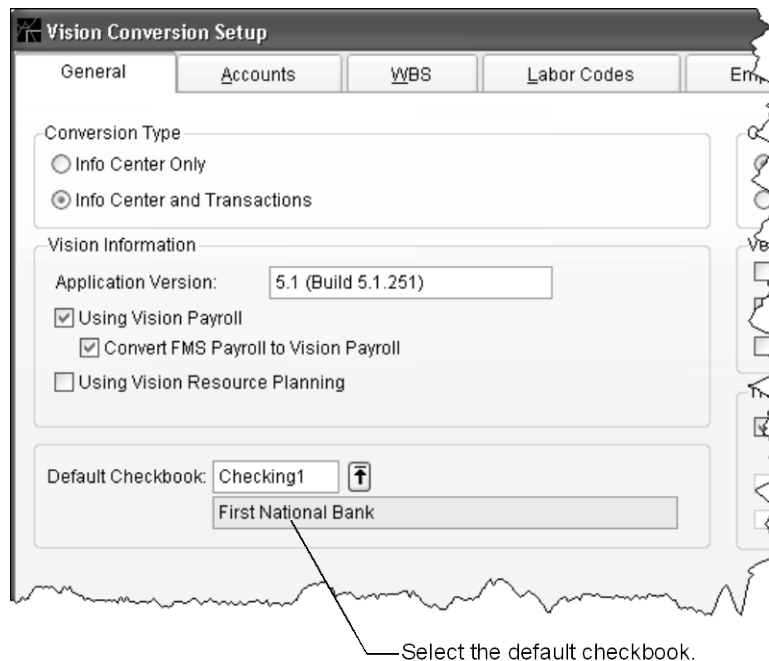 Vision Conversion Setup
General Accounts WBS Labor Codes
Conversion Type
Info Center Only
Info Center and Transactions
Vision Information
Application Version: 5.1 (Build 5.1.251)
Using Vision Payroll
Convert FMS Payroll to Vision Payroll
Using Vision Resource Planning
Default Checkbook: Checking1
First National Bank
Select the default checkbook.